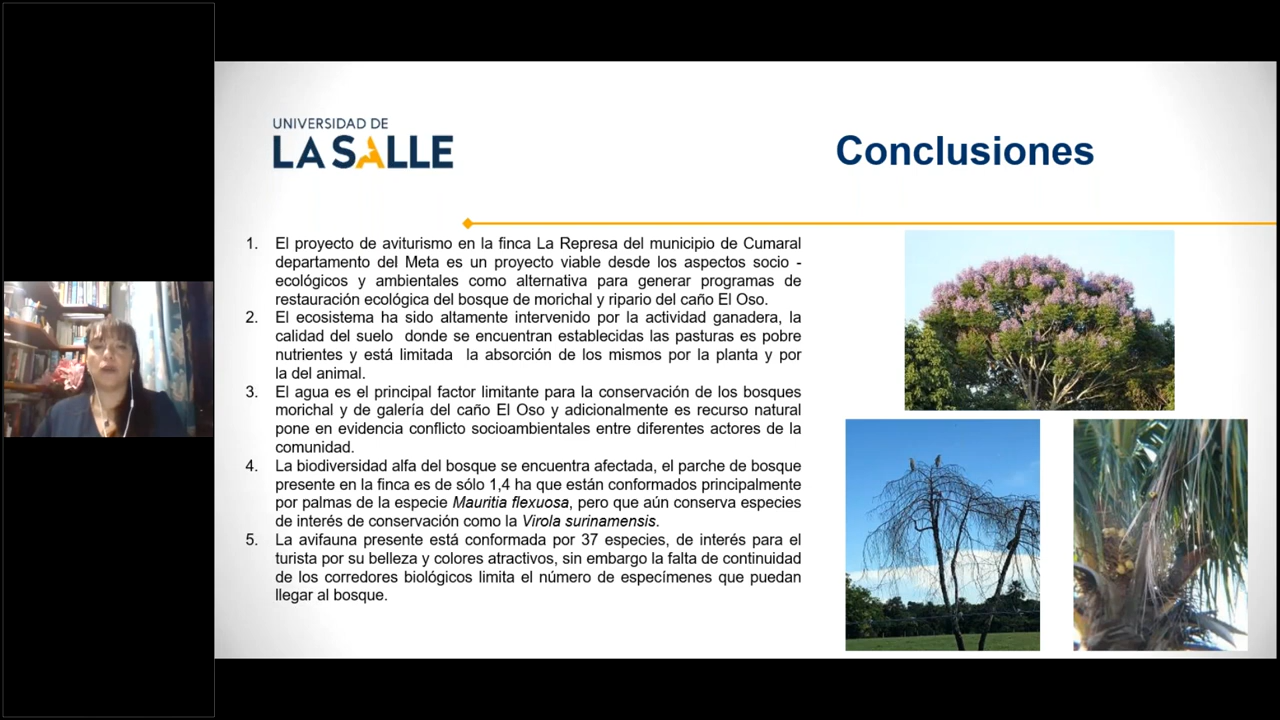 UNIVERSIDAD DE
LA SALLE
Conclusiones
1. El proyecto de aviturismo en la finca La Represa del municipio de Cumaral
departamento del Meta es un proyecto viable desde los aspectos socio -
ecológicos y ambientales como alternativa para generar programas de
restauración ecológica del bosque de morichal y ripario del caño El Oso.
2. El ecosistema ha sido altamente intervenido por la actividad ganadera, la
calidad del suelo donde se encuentran establecidas las pasturas es pobre
nutrientes y está limitada la absorción de los mismos por la planta y por
la del animal.
3. El agua es el principal factor limitante para la conservación de los bosques
morichal y de galería del caño El Oso y adicionalmente es recurso natural
pone en evidencia conflicto socioambientales entre diferentes actores de la
comunidad.
4. La biodiversidad alfa del bosque se encuentra afectada, el parche de bosque
presente en la finca es de sólo 1,4 ha que están conformados principalmente
por palmas de la especie Mauritia flexuosa, pero que aún conserva especies
de interés de conservación como la Virola surinamensis.
5. La avifauna presente está conformada por 37 especies, de interés para el
turista por su belleza y colores atractivos, sin embargo la falta de continuidad
de los corredores biológicos limita el número de especímenes que puedan
llegar al bosque.